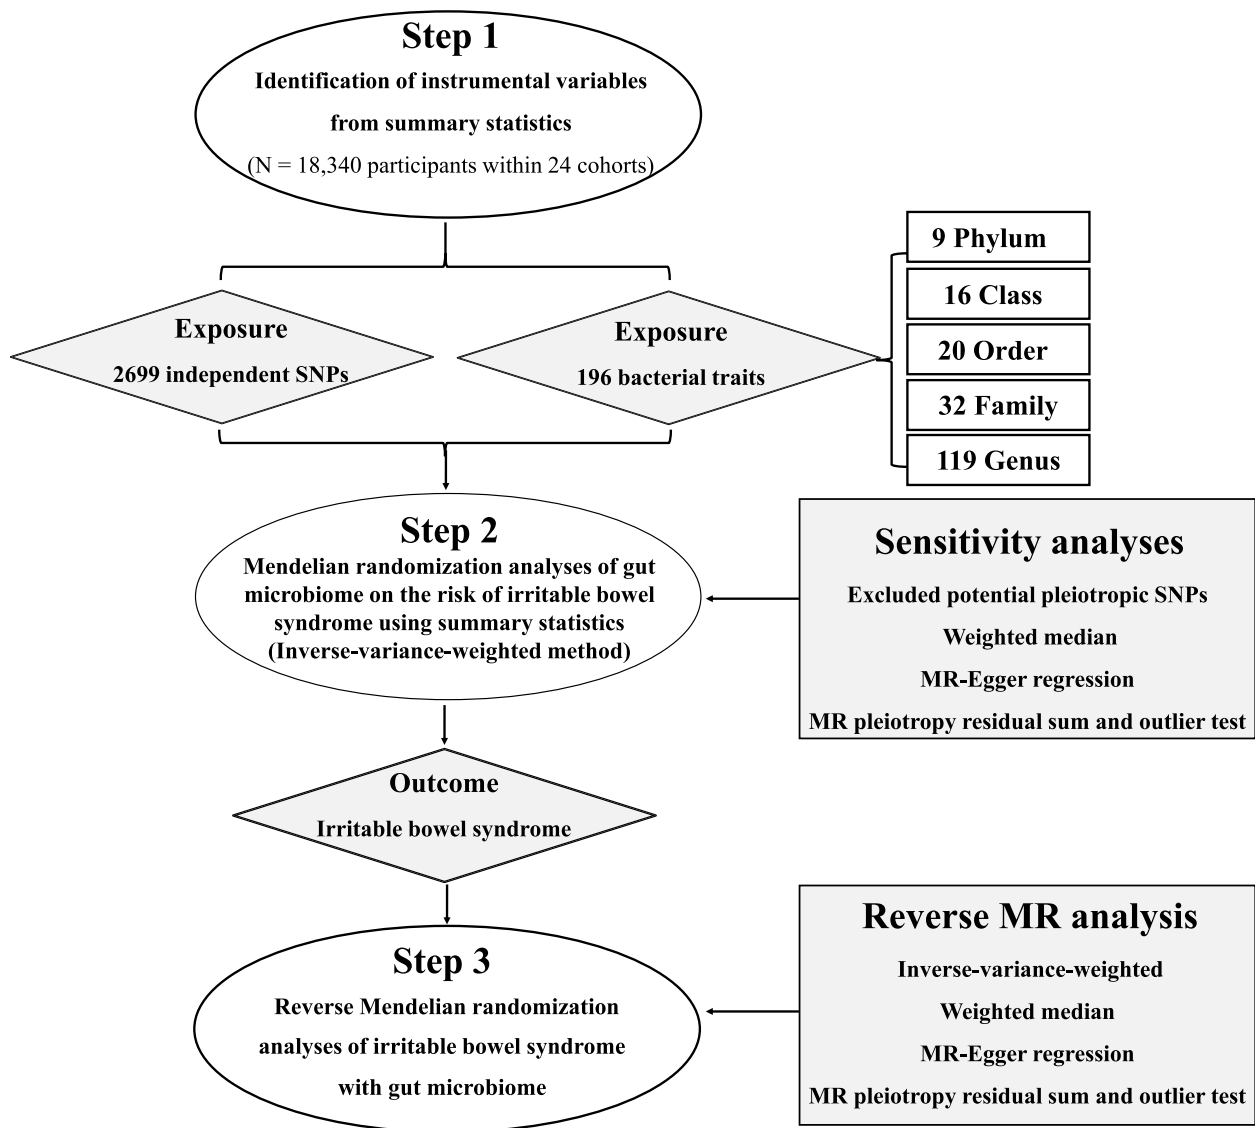 Step 1
Identification of instrumental variables
from summary statistics
(N = 18,340 participants within 24 cohorts)
Exposure
2699 independent SNPs
Exposure
196 bacterial traits
9 Phylum
16 Class
20 Order
32 Family
119 Genus
Step 2
Mendelian randomization analyses of gut
microbiome on the risk of irritable bowel
syndrome using summary statistics
(Inverse-variance-weighted method)
Sensitivity analyses
Excluded potential pleiotropic SNPs
Weighted median
MR-Egger regression
MR pleiotropy residual sum and outlier test
Outcome
Irritable bowel syndrome
Step 3
Reverse Mendelian randomization
analyses of irritable bowel syndrome
with gut microbiome
Reverse MR analysis
Inverse-variance-weighted
Weighted median
MR-Egger regression
MR pleiotropy residual sum and outlier test